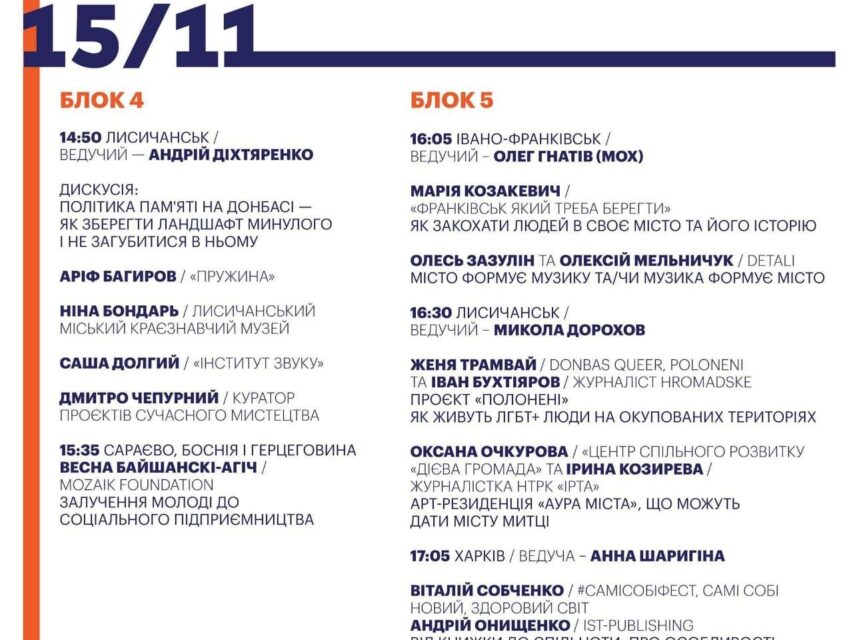 15/11
БЛОК 4
14:50 ЛИСИЧАНСЬК /
ВЕДУЧИЙ — АНДРІЙ ДІХТЯРЕНКО
ДИСКУСІЯ:
ПОЛІТИКА ПАМ'ЯТІ НА ДОНБАСІ —
ЯК ЗБЕРЕГТИ ЛАНДШАФТ МИНУЛОГО
І НЕ ЗАГУБИТИСЯ В НЬОМУ
АРІФ БАГИРОВ / «ПРУЖИНА»
НІНА БОНДАРЬ / ЛИСИЧАНСЬКИЙ
МІСЬКИЙ КРАЄЗНАВЧИЙ МУЗЕЙ
САША ДОЛГИЙ / «ІНСТИТУТ ЗВУКУ»
ДМИТРО ЧЕПУРНИЙ / КУРАТОР
ПРОЄКТІВ СУЧАСНОГО МИСТЕЦТВА
15:35 САРАЄВО, БОСНІЯ І ГЕРЦЕГОВИНА
ВЕСНА БАЙШАНСКІ-АГІЧ /
MOZAIK FOUNDATION
ЗАЛУЧЕННЯ МОЛОДІ ДО
СОЦІАЛЬНОГО ПІДПРИЄМНИЦТВА
БЛОК 5
16:05 ІВАНО-ФРАНКІВСЬК /
ВЕДУЧИЙ – ОЛЕГ ГНАТІВ (МОХ)
МАРІЯ КОЗАКЕВИЧ /
«ФРАНКІВСЬК ЯКИЙ ТРЕБА БЕРЕГТИ»
ЯК ЗАКОХАТИ ЛЮДЕЙ В СВОЄ МІСТО ТА ЙОГО ІСТОРІЮ
ОЛЕСЬ ЗАЗУЛІН ТА ОЛЕКСІЙ МЕЛЬНИЧУК / DETALI
МІСТО ФОРМУЄ МУЗИКУ ТА/ЧИ МУЗИКА ФОРМУЄ МІСТО
16:30 ЛИСИЧАНСЬК /
ВЕДУЧИЙ – МИКОЛА ДОРОХОВ
ЖЕНЯ ТРАМВАЙ / DONBAS QUEER, POLONENI
ТА ІВАН БУХТІЯРОВ / ЖУРНАЛІСТ HROMADSKE
ПРОЄКТ «ПОЛОНЕНІ»
ЯК ЖИВУТЬ ЛГБТ+ ЛЮДИ НА ОКУПОВАНИХ ТЕРИТОРІЯХ
ОКСАНА ОЧКУРОВА / «ЦЕНТР СПІЛЬНОГО РОЗВИТКУ
«ДІЄВА ГРОМАДА» ТА ІРИНА КОЗИРЕВА /
ЖУРНАЛІСТКА НТРК «ІРТА»
АРТ-РЕЗИДЕНЦІЯ «АУРА МІСТА», ЩО МОЖУТЬ
ДАТИ МІСТУ МИТЦІ
17:05 ХАРКІВ / ВЕДУЧА – АННА ШАРИГІНА
ВІТАЛІЙ СОБЧЕНКО / #САМІСОБІФЕСТ, САМІ СОБІ
НОВИЙ, ЗДОРОВИЙ СВІТ
АНДРІЙ ОНИЩЕНКО / IST-PUBLISHING
ВІД КНИЖКИ ДО СПІЛЬНОТИ. ПРО ОСОБЛИВОСТЬ